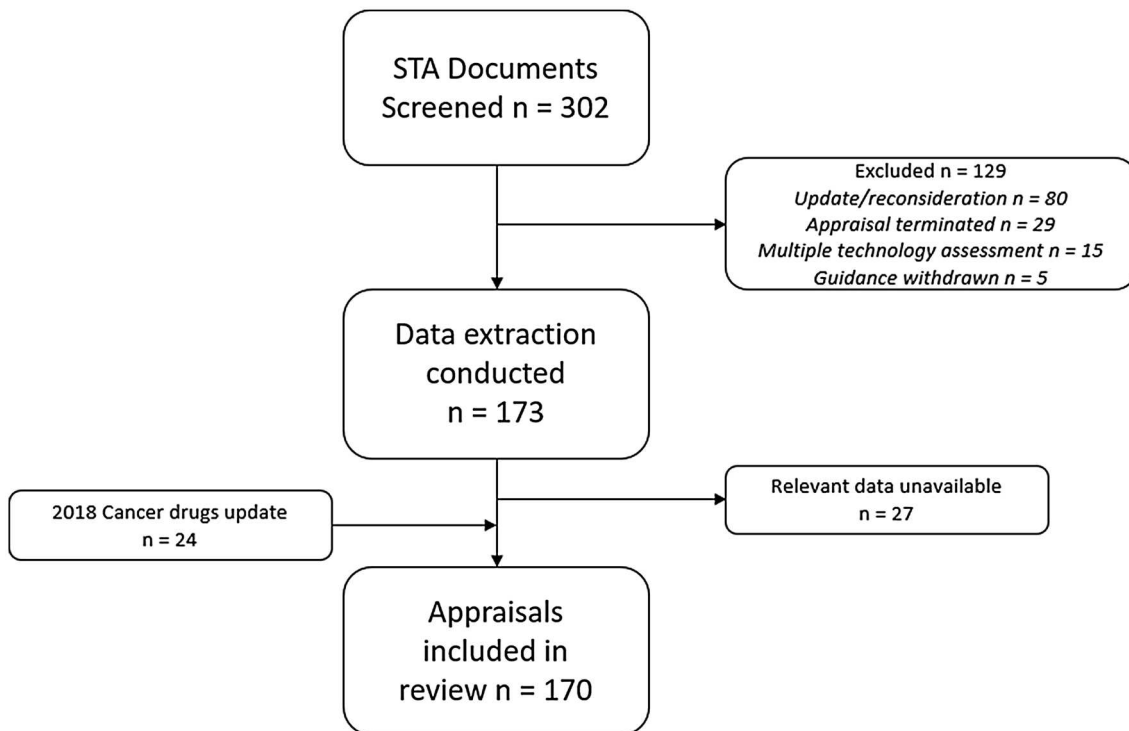 STA Documents
Screened n = 302
Excluded n = 129
Update/reconsideration n = 80
Appraisal terminated n = 29
Multiple technology assessment n = 15
Guidance withdrawn n = 5
Data extraction
conducted
n = 173
Relevant data unavailable
n = 27
2018 Cancer drugs update
n = 24
Appraisals
included in
review n = 170